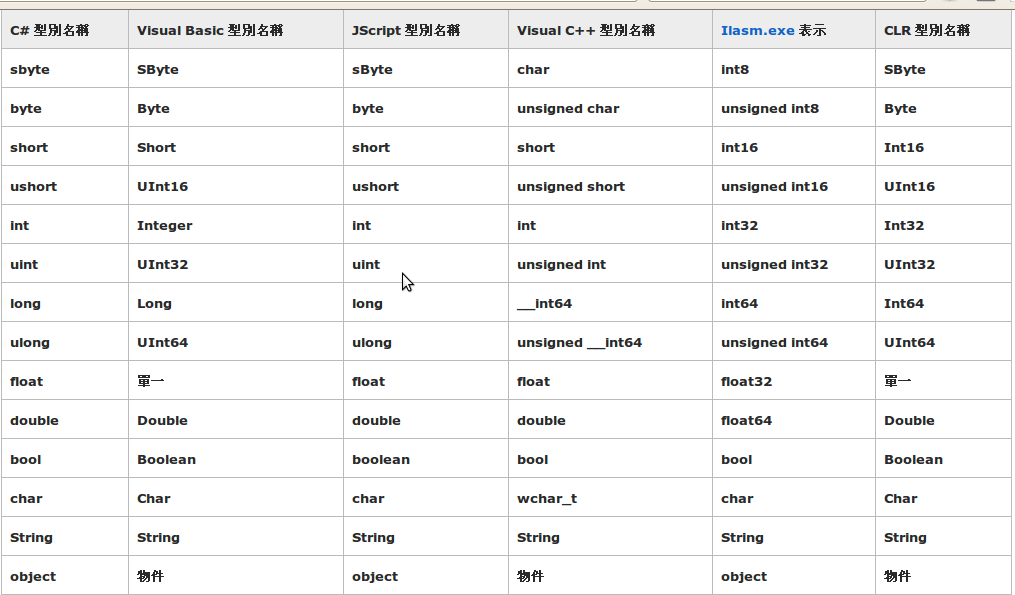 C# 型別名稱 Visual Basic 型別名稱 JScript 型別名稱 Visual C++ 型別名稱 Ilasm.exe 表示 CLR 型別名稱
sbyte SByte sByte char int8 SByte
byte Byte byte unsigned char unsigned int8 Byte
short Short short short int16 Int16
ushort UInt16 ushort unsigned short unsigned int16 UInt16
int Integer int int int32 Int32
uint UInt32 uint unsigned int unsigned int32 UInt32
long Long long __int64 int64 Int64
ulong UInt64 ulong unsigned __int64 unsigned int64 UInt64
float 單一 float float float32 單一
double Double double double float64 Double
bool Boolean boolean bool bool Boolean
char Char char wchar_t char Char
String String String String String String
object 物件 object 物件 object 物件